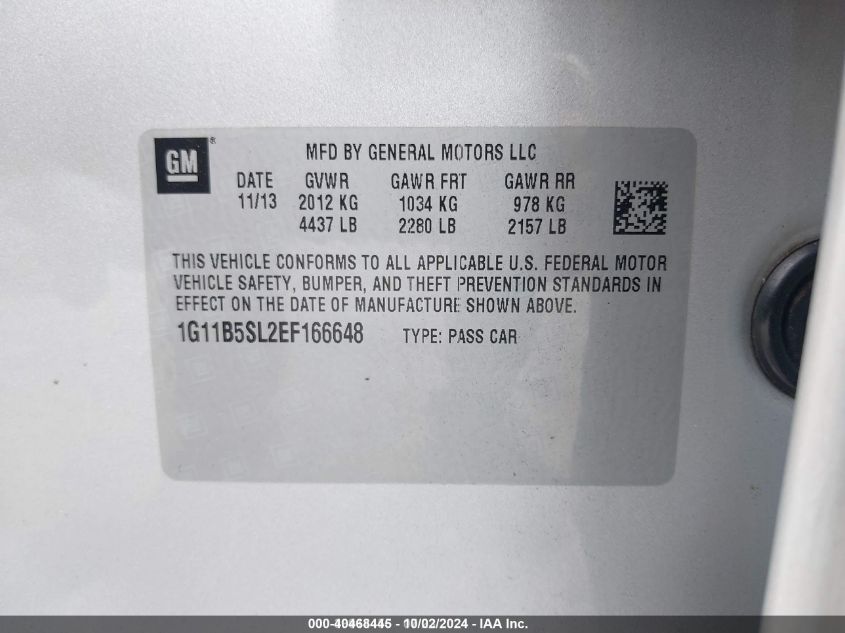 GM ®
MFD BY GENERAL MOTORS LLC
DATE GVWR GAWR FRT GAWR RR
11/13 2012 KG 1034 KG 978 KG
4437 LB 2280 LB 2157 LB
THIS VEHICLE CONFORMS TO ALL APPLICABLE U.S. FEDERAL MOTOR
VEHICLE SAFETY, BUMPER, AND THEFT PREVENTION STANDARDS IN
EFFECT ON THE DATE OF MANUFACTURE SHOWN ABOVE.
1G11B5SL2EF166648 TYPE: PASS CAR
000-40468445 - 10/02/2024 - IAA Inc.